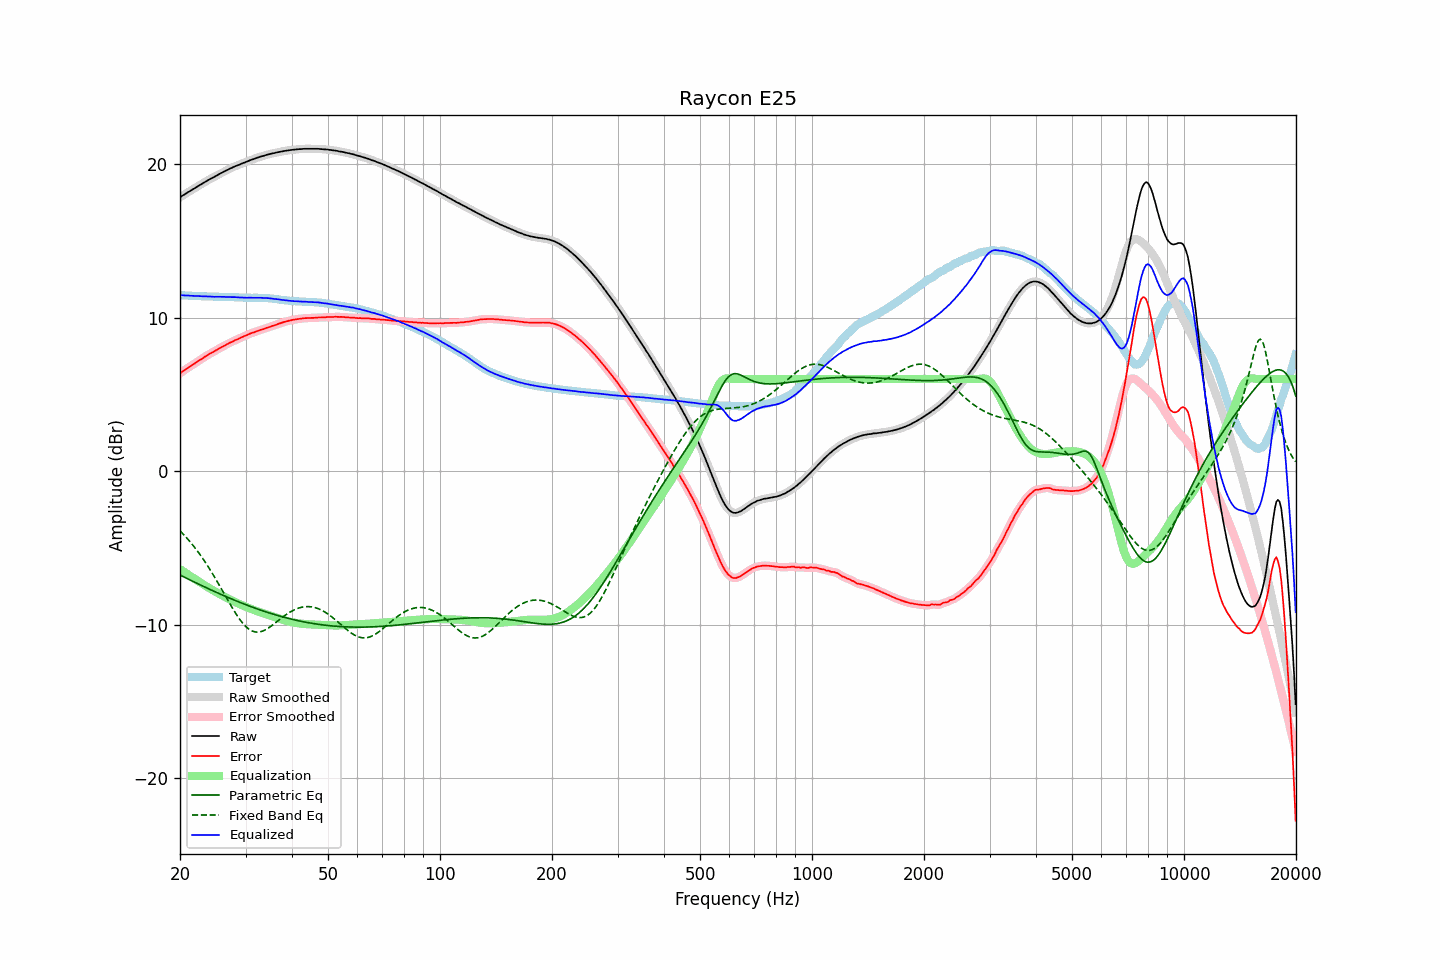 Raycon E25
Amplitude (dBr)
20
10
0
−10
−20
Target
Raw Smoothed
Error Smoothed
Raw
Error
Equalization
Parametric Eq
Fixed Band Eq
Equalized
20 50 100 200 500 1000 2000 5000 10000 20000
Frequency (Hz)